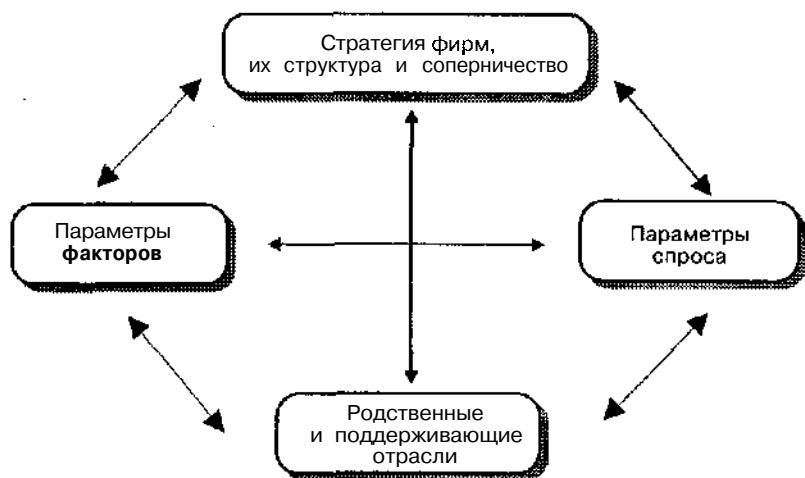 Стратегия фирм,
их структура и соперничество
Параметры
факторов
Параметры
спроса
Родственные
и поддерживающие
отрасли